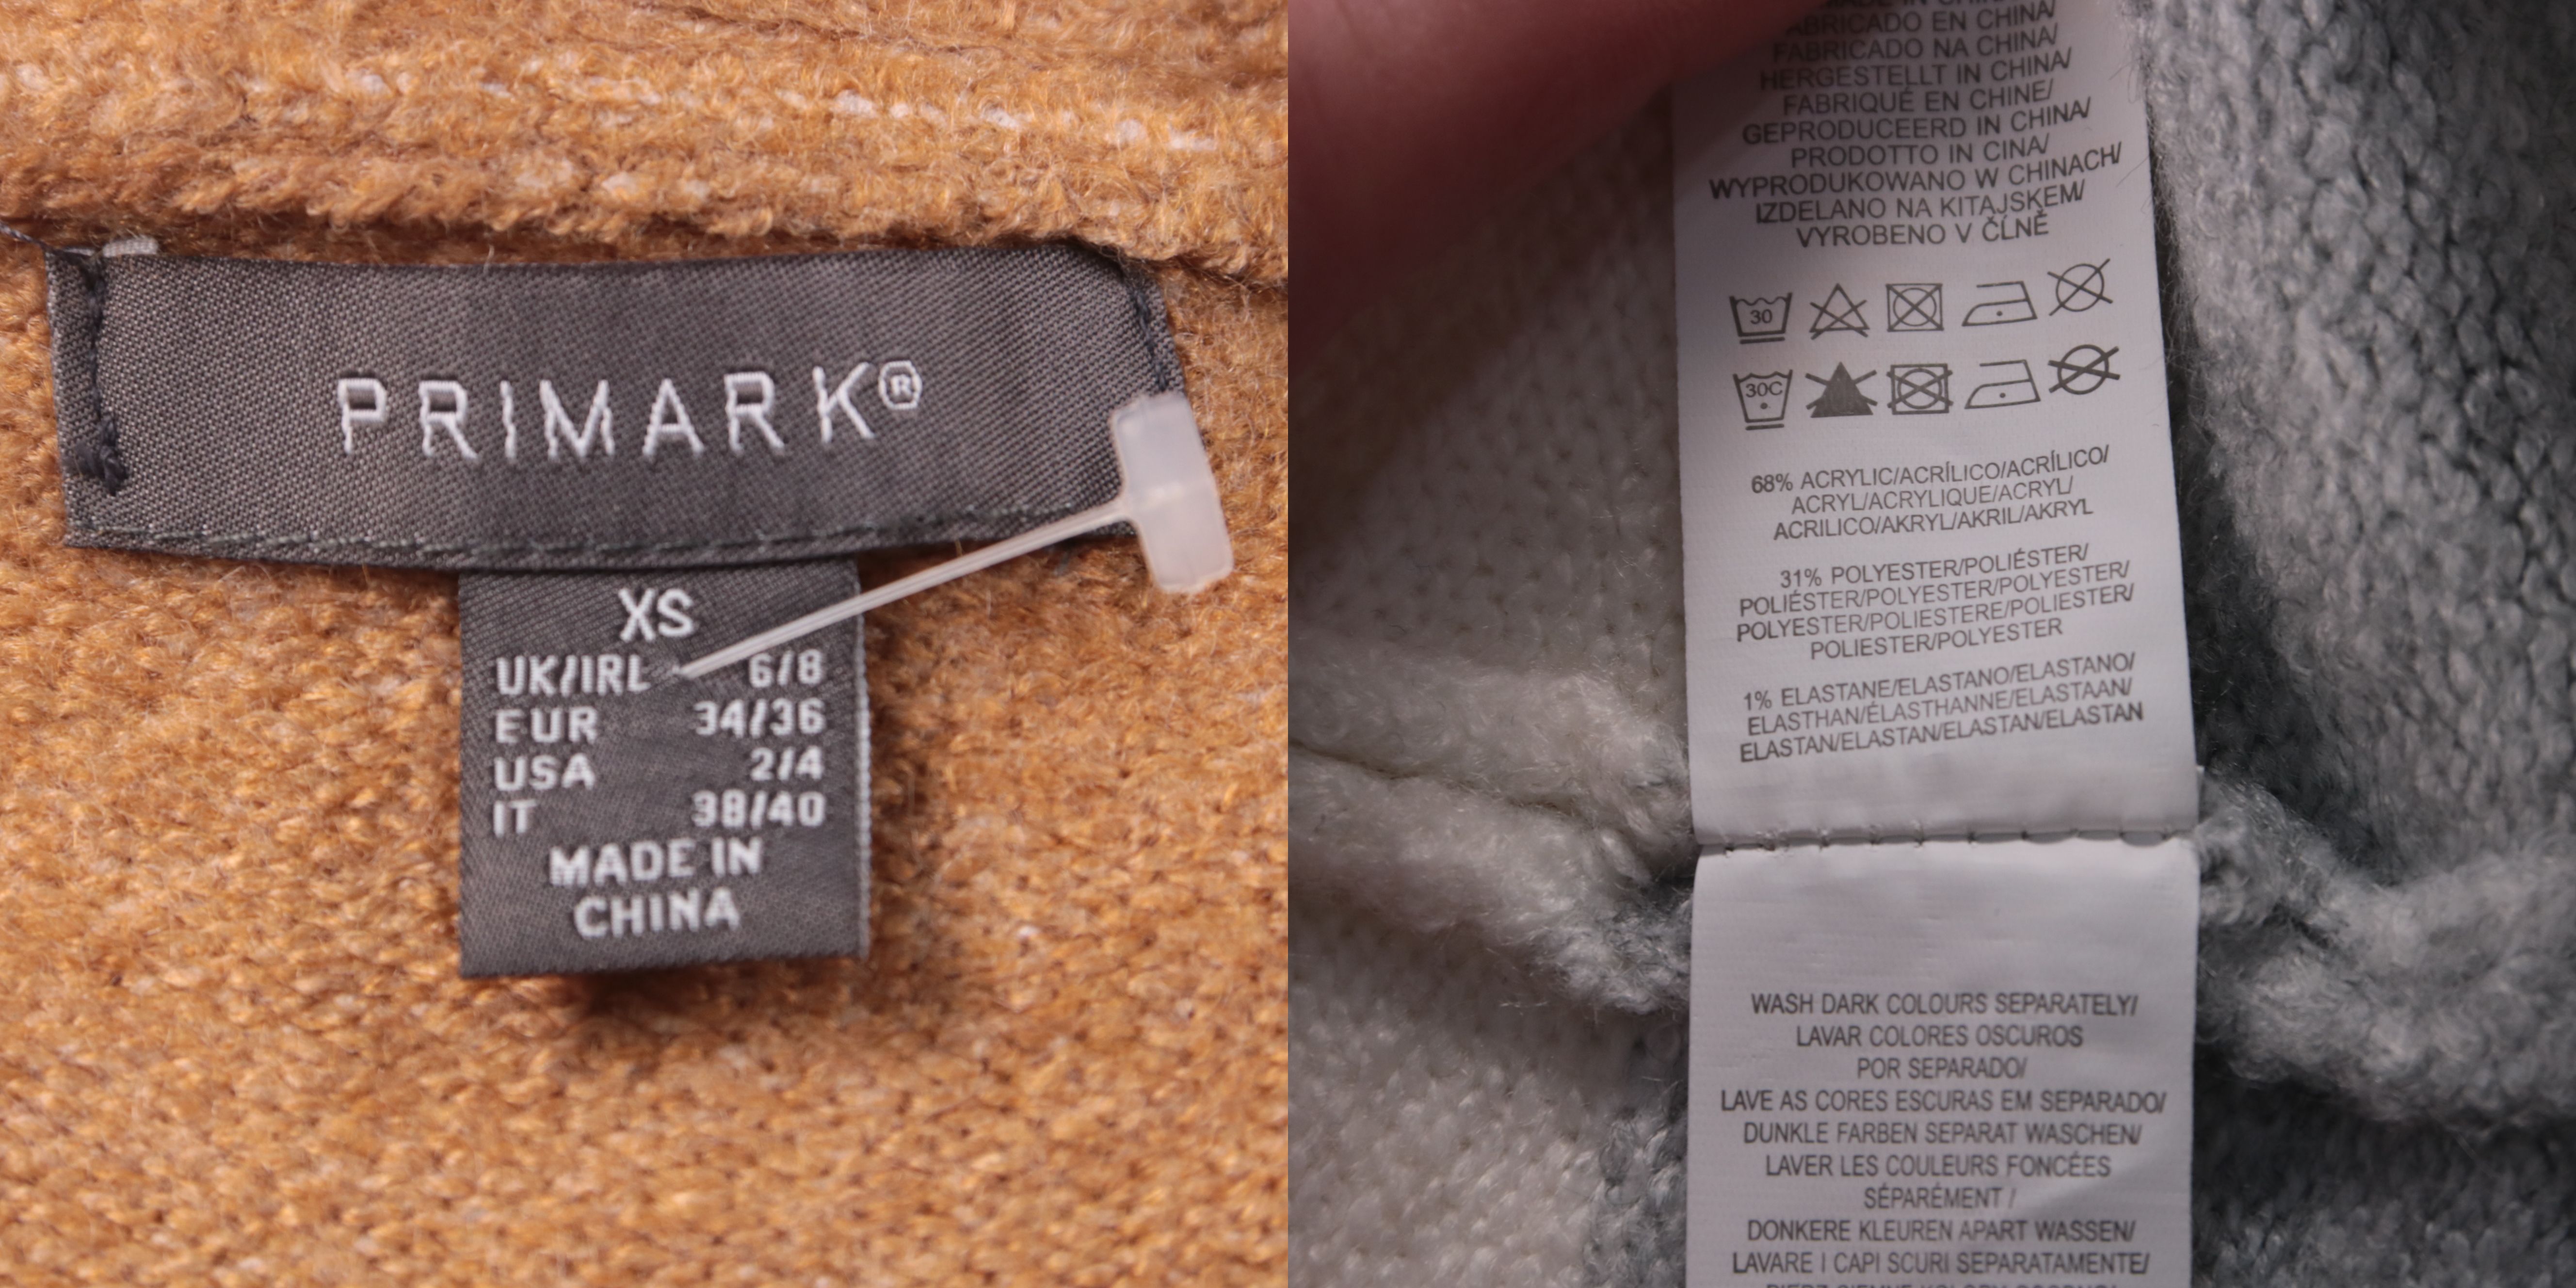 PRIMARK®
XS
UK/IRL 6/8
EUR 34/36
USA 2/4
IT 38/40
MADE IN
CHINA
MADE IN CHINA/
FABRICADO EN CHINA/
FABRICADO NA CHINA/
HERGESTELLT IN CHINA/
FABRIQUÉ EN CHINE/
GEPRODUCEERD IN CHINA/
PRODOTTO IN CINA/
WYPRODUKOWANO W CHINACH/
IZDELANO NA KITAJSKEM/
VYROBENO V ČÍNĚ
30
30C
68% ACRYLIC/ACRÍLICO/ACRÍLICO/
ACRYL/ACRYLIQUE/ACRYL/
ACRILICO/AKRYL/AKRIL/AKRYL
31% POLYESTER/POLIÉSTER/
POLIÉSTER/POLYESTER/POLYESTER/
POLYESTER/POLIESTERE/POLIESTER/
POLIESTER/POLYESTER
1% ELASTANE/ELASTANO/ELASTANO/
ELASTHAN/ÉLASTHANNE/ELASTAAN/
ELASTAN/ELASTAN/ELASTAN/ELASTAN
WASH DARK COLOURS SEPARATELY/
LAVAR COLORES OSCUROS
POR SEPARADO/
LAVE AS CORES ESCURAS EM SEPARADO/
DUNKLE FARBEN SEPARAT WASCHEN/
LAVER LES COULEURS FONCÉES
SÉPARÉMENT /
DONKERE KLEUREN APART WASSEN/
LAVARE I CAPI SCURI SEPARATAMENTE/